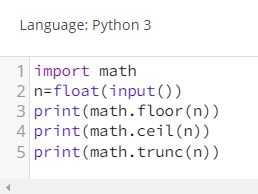 Language: Python 3
1 import math
2 n=float(input())
3 print(math.floor(n))
4 print(math.ceil(n))
5 print(math.trunc(n))